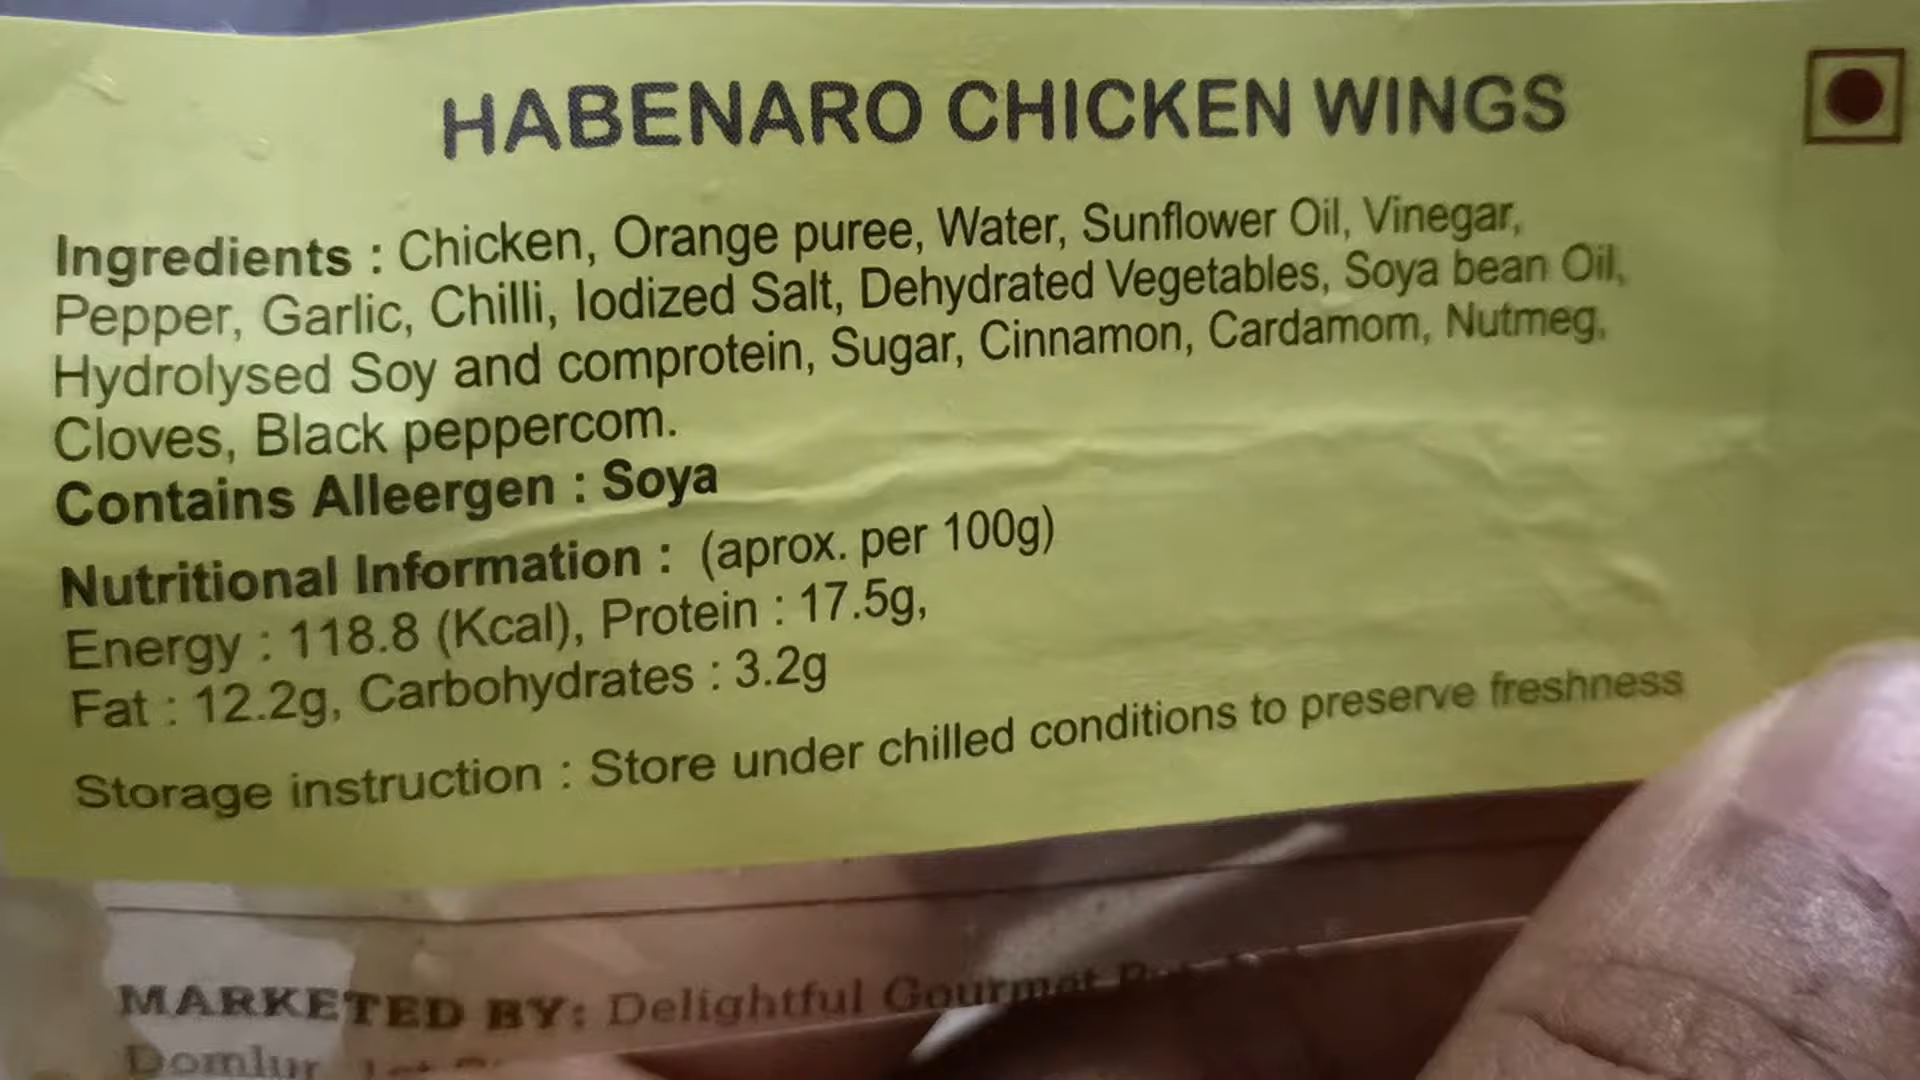 HABENARO CHICKEN WINGS
Ingredients : Chicken, Orange puree, Water, Sunflower Oil, Vinegar,
Pepper, Garlic, Chilli, Iodized Salt, Dehydrated Vegetables, Soya bean Oil,
Hydrolysed Soy and comprotein, Sugar, Cinnamon, Cardamom, Nutmeg,
Cloves, Black peppercom.
Contains Alleergen : Soya
Nutritional Information : (aprox. per 100g)
Energy : 118.8 (Kcal), Protein : 17.5g,
Fat : 12.2g, Carbohydrates : 3.2g
Storage instruction : Store under chilled conditions to preserve freshness
MARKETED BY: Delightful Gourmet
Domlur